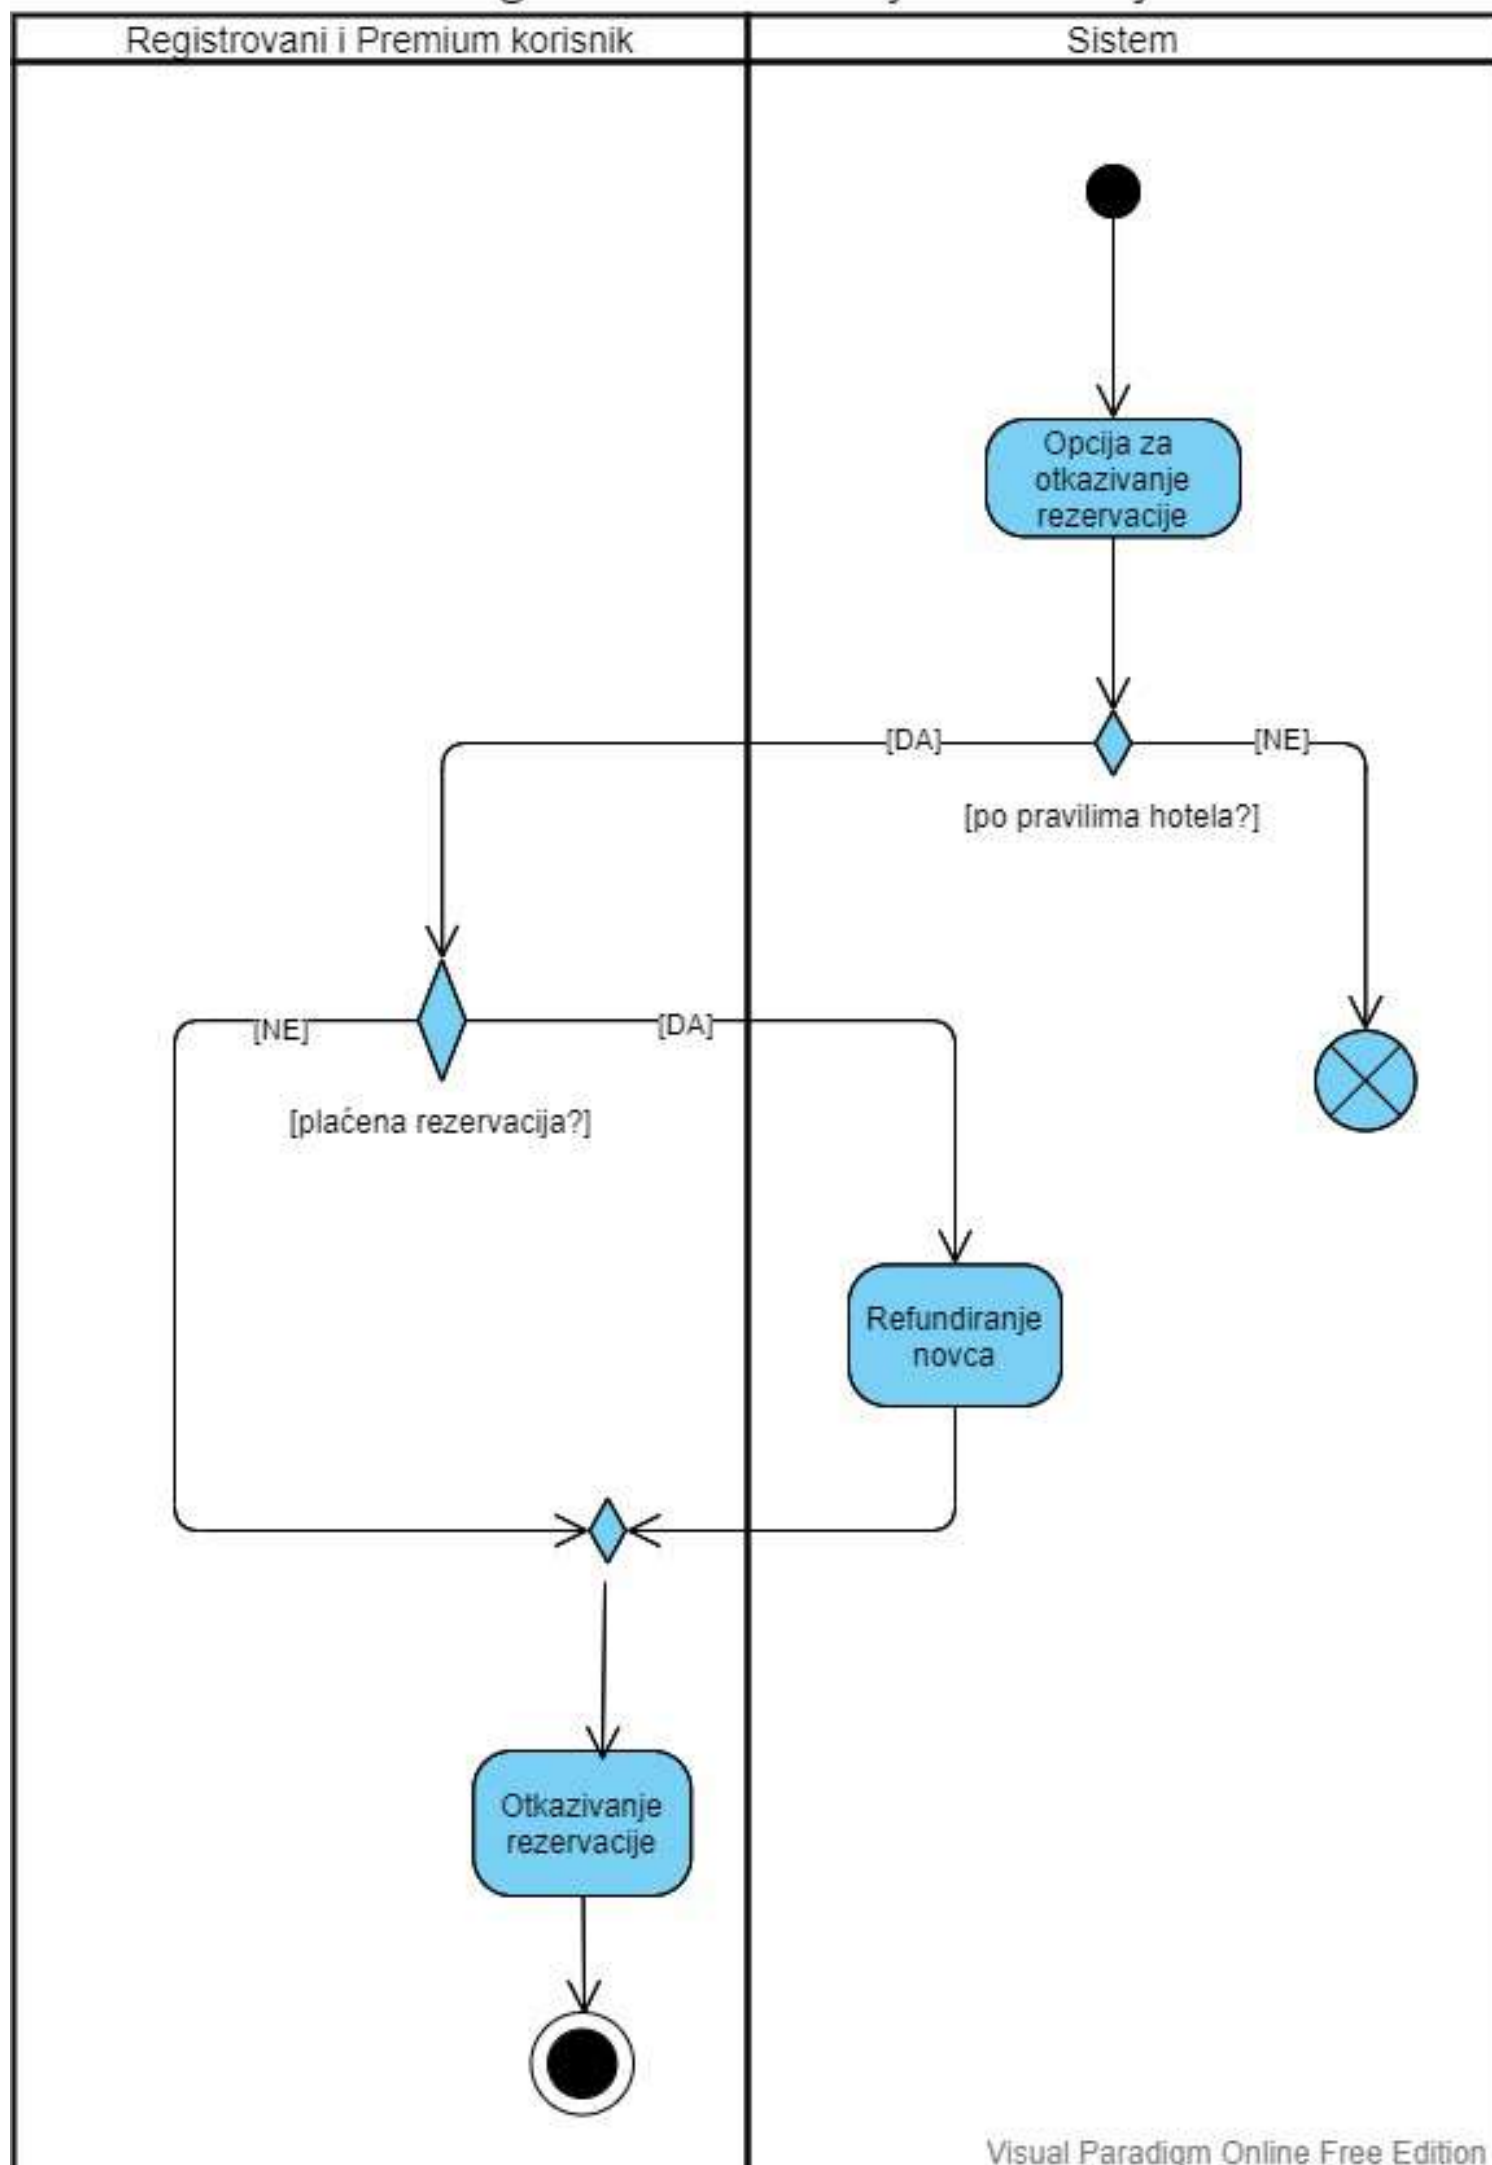 Registrovani i Premium korisnik
Sistem
Opcija za
otkazivanje
rezervacije
[DA]
[NE]
[po pravilima hotela?]
[NE]
[DA]
[plaćena rezervacija?]
Refundiranje
novca
Otkazivanje
rezervacije
Visual Paradigm Online Free Edition